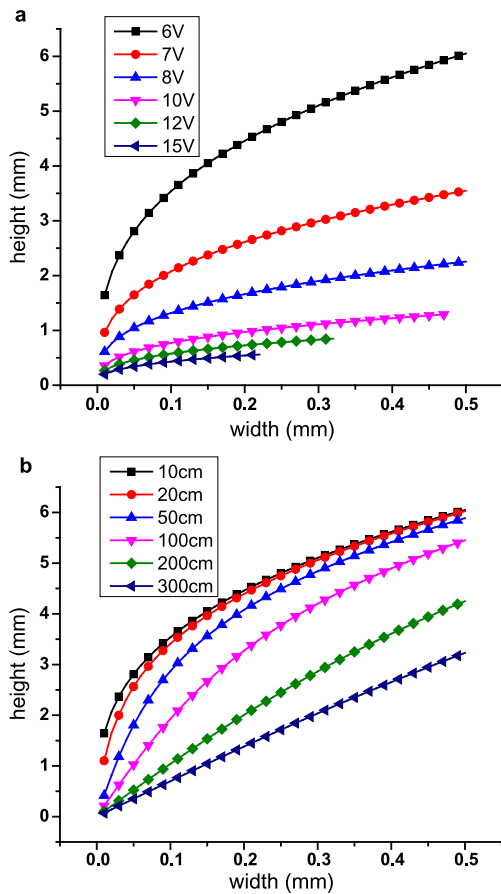 a
6V
7V
8V
10V
12V
15V
height (mm)
6
5
4
3
2
1
0
0.0 0.1 0.2 0.3 0.4 0.5
width (mm)
b
10cm
20cm
50cm
100cm
200cm
300cm
height (mm)
6
5
4
3
2
1
0
0.0 0.1 0.2 0.3 0.4 0.5
width (mm)